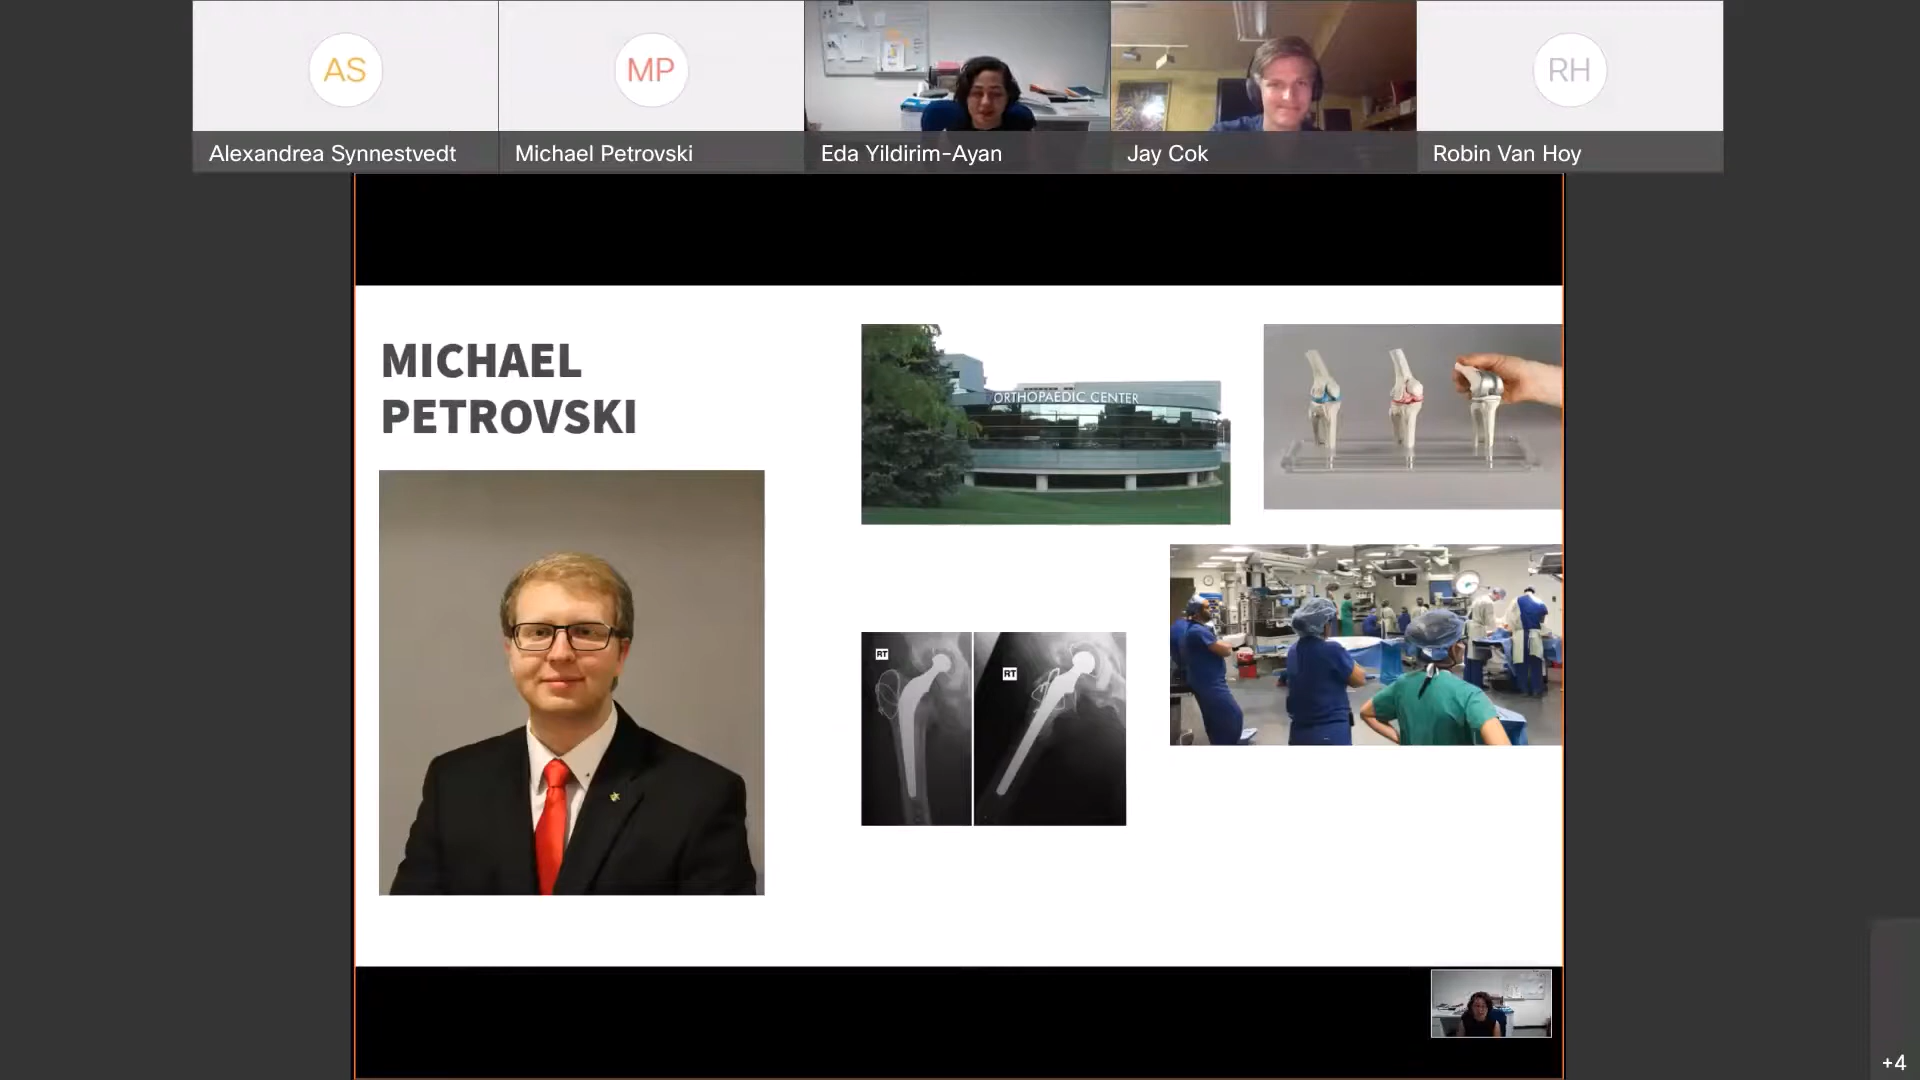 AS
MP
RH
Alexandrea Synnestvedt
Michael Petrovski
Eda Yildirim-Ayan
Jay Cok
Robin Van Hoy
MICHAEL
PETROVSKI
ORTHOPAEDIC CENTER
RT
RT
+4